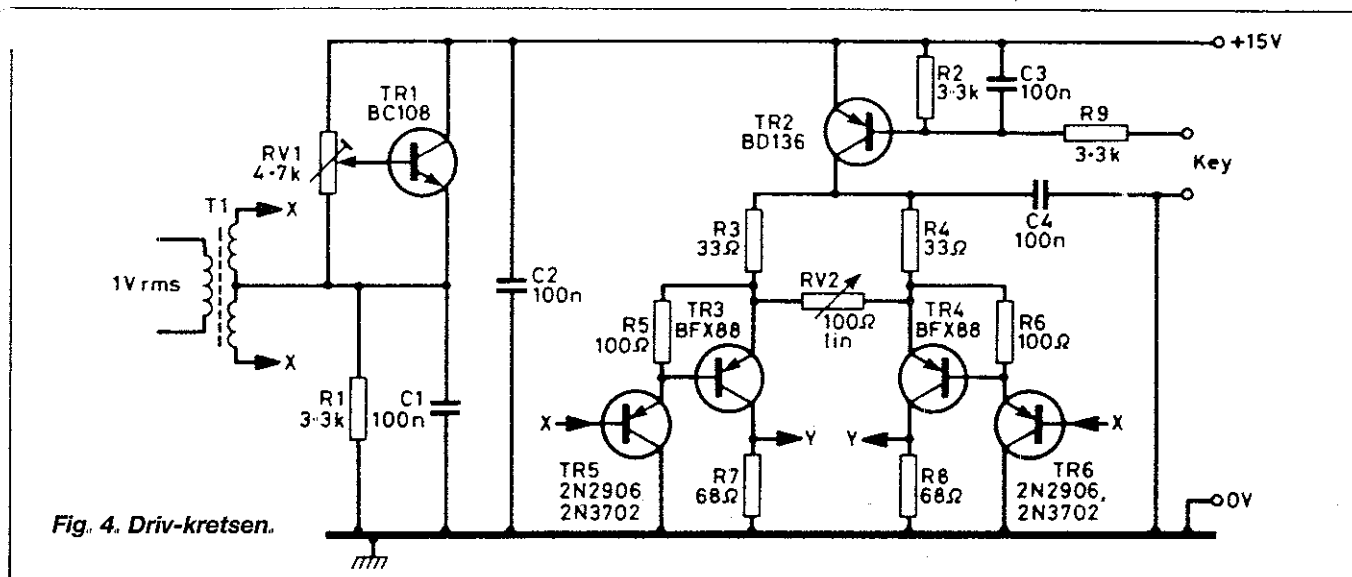 +15V
TR1
BC108
RV1
4·7k
T1
X
1V rms
X
R1
3·3k
C1
100n
C2
100n
TR2
BD136
R2
3·3k
C3
100n
R9
3·3k
Key
R3
33Ω
R4
33Ω
C4
100n
RV2
100Ω
lin
R5
100Ω
TR3
BFX88
TR4
BFX88
R6
100Ω
X
Y
Y
X
TR5
2N2906
2N3702
R7
68Ω
R8
68Ω
TR6
2N2906,
2N3702
0V
Fig. 4. Driv-kretsen.